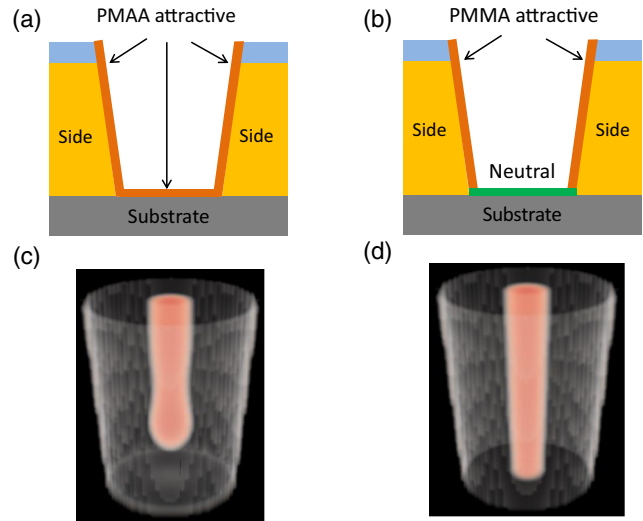 (a)
PMAA attractive
Side
Side
Substrate
(b)
PMMA attractive
Side
Side
Neutral
Substrate
(c)
(d)